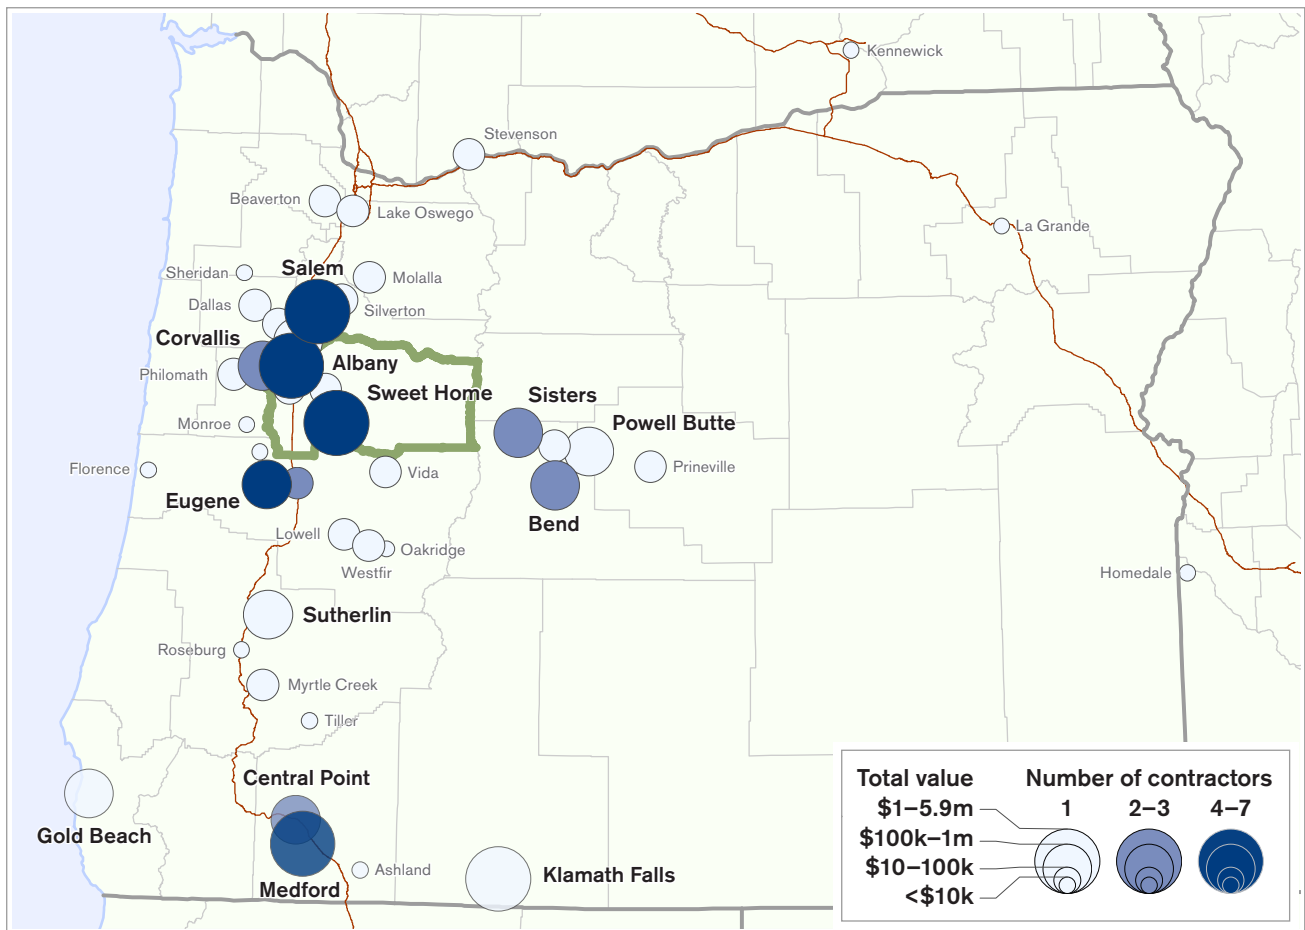 Kennewick
Stevenson
Beaverton
Lake Oswego
La Grande
Salem
Sheridan
Molalla
Dallas
Silverton
Corvallis
Albany
Philomath
Sweet Home
Sisters
Powell Butte
Monroe
Florence
Vida
Prineville
Eugene
Bend
Lowell
Oakridge
Westfir
Homedale
Sutherlin
Roseburg
Myrtle Creek
Tiller
Central Point
Gold Beach
Ashland
Klamath Falls
Medford
Total value
Number of contractors
$1–5.9m
1
2–3
4–7
$100k–1m
$10–100k
<$10k